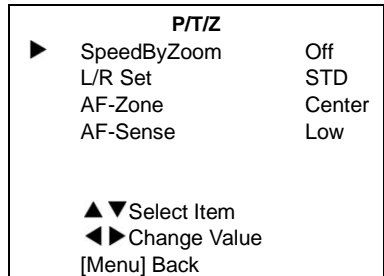 P/T/Z
▶ SpeedByZoom Off
L/R Set STD
AF-Zone Center
AF-Sense Low
▲▼Select Item
◀▶Change Value
[Menu] Back